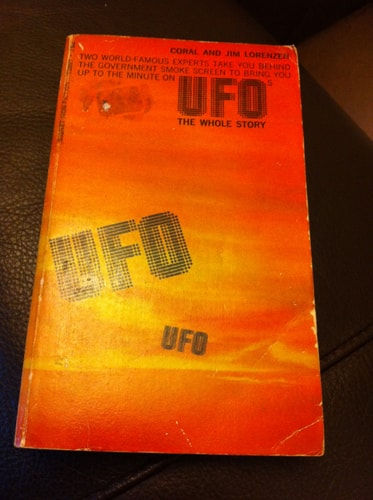 CORAL AND JIM LORENZEN
TWO WORLD-FAMOUS EXPERTS TAKE YOU BEHIND
THE GOVERNMENT SMOKE SCREEN TO BRING YOU
UP TO THE MINUTE ON
UFOs
THE WHOLE STORY
UFO
UFO